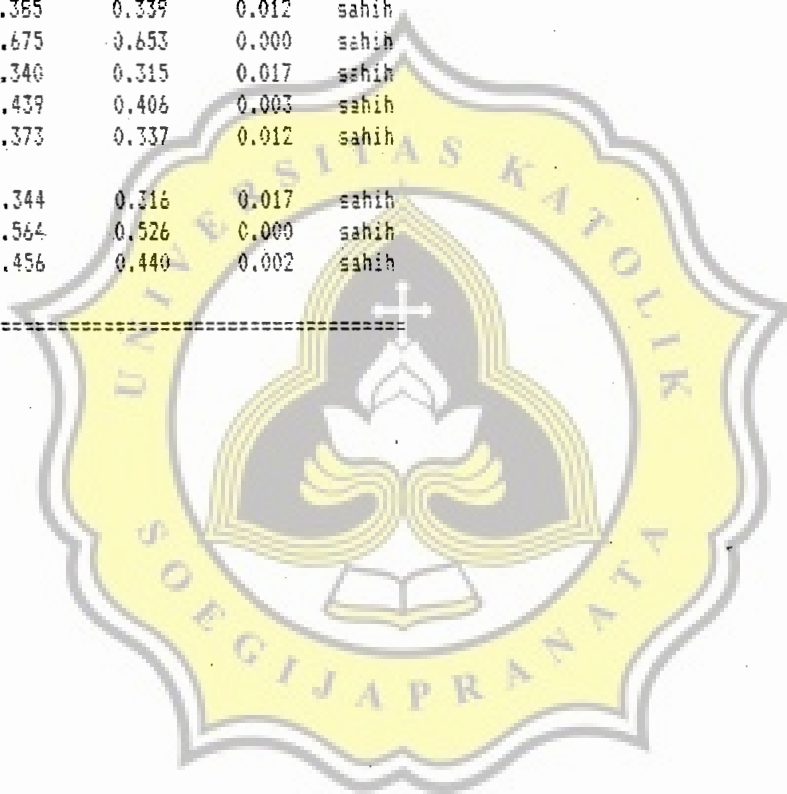 .365 0.339 0.012 sahih
.675 0.653 0.000 sahih
.340 0.315 0.017 sahih
.439 0.406 0.003 sahih
.373 0.337 0.012 sahih
.344 0.316 0.017 sahih
.564 0.526 0.000 sahih
.456 0.440 0.002 sahih
===================================
UNIVERSITAS KATOLIK
SOEGIJAPRANATA